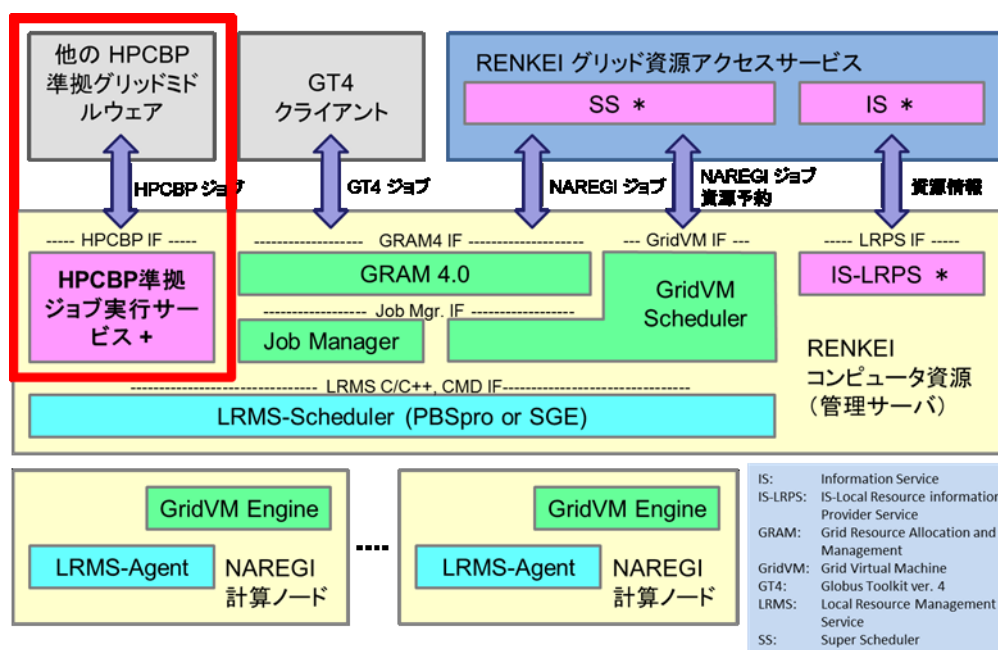 他の HPCBP
準拠グリッドミド
ルウェア
GT4
クライアント
RENKEI グリッド資源アクセスサービス
SS *
IS *
HPCBP ジョブ
GT4 ジョブ
NAREGI ジョブ
NAREGI ジョブ
資源予約
資源情報
----- HPCBP IF -----
------------------- GRAM4 IF --------------------
--- GridVM IF ---
----- LRPS IF -----
HPCBP準拠
ジョブ実行サー
ビス +
GRAM 4.0
GridVM
Scheduler
IS-LRPS *
------------------ Job Mgr. IF ------------------
Job Manager
RENKEI
コンピュータ資源
（管理サーバ）
-------------------------------- LRMS C/C++, CMD IF--------------------------------
LRMS-Scheduler (PBSpro or SGE)
GridVM Engine
LRMS-Agent
NAREGI
計算ノード
....
GridVM Engine
LRMS-Agent
NAREGI
計算ノード
IS: Information Service
IS-LRPS: IS-Local Resource information
Provider Service
GRAM: Grid Resource Allocation and
Management
GridVM: Grid Virtual Machine
GT4: Globus Toolkit ver. 4
LRMS: Local Resource Management
Service
SS: Super Scheduler